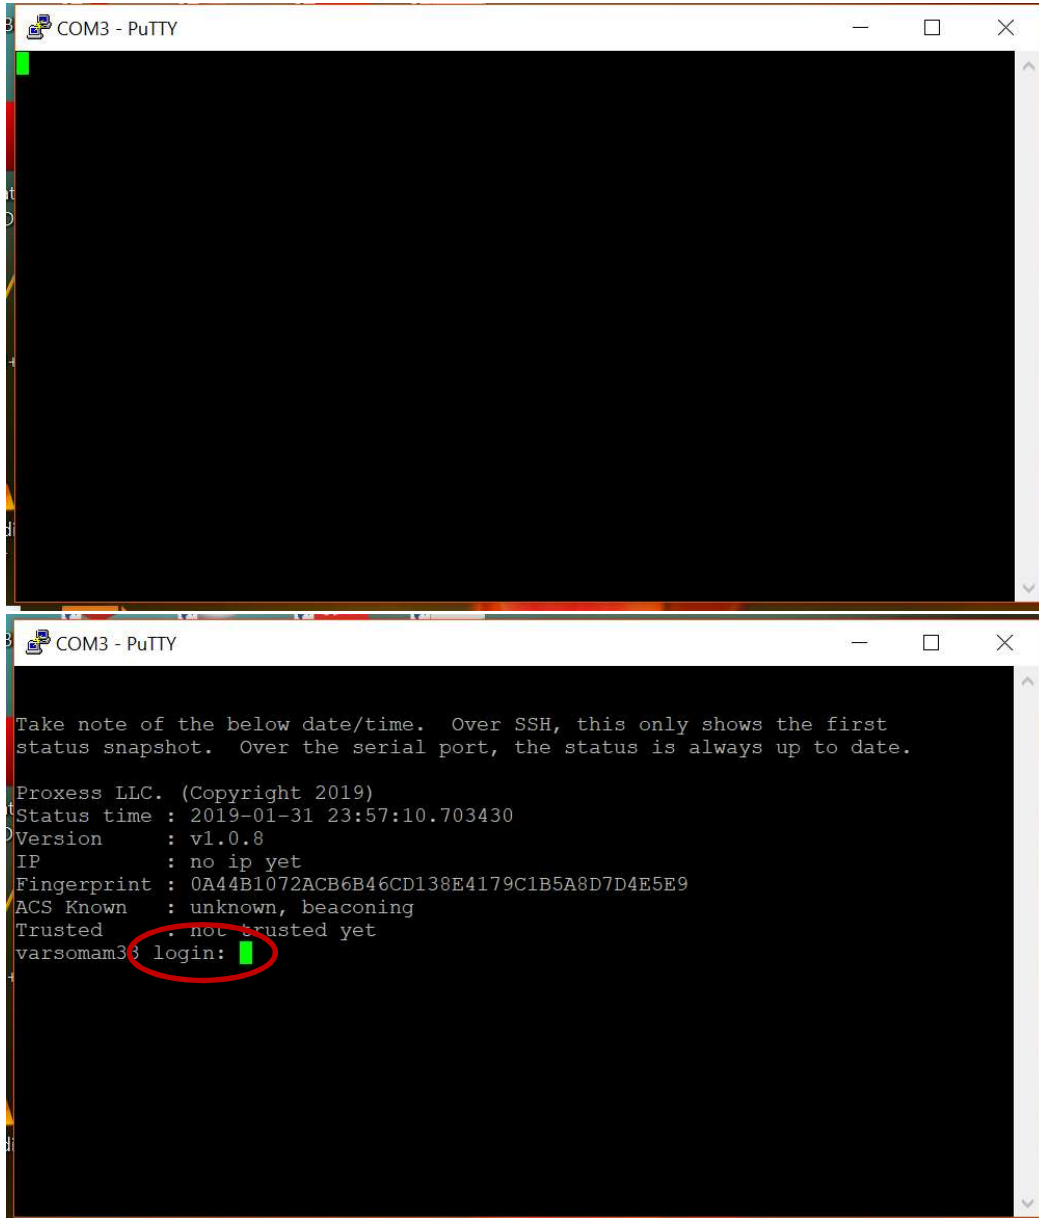 COM3 - PuTTY
COM3 - PuTTY
Take note of the below date/time.  Over SSH, this only shows the first
status snapshot.  Over the serial port, the status is always up to date.
Proxess LLC. (Copyright 2019)
Status time : 2019-01-31 23:57:10.703430
Version     : v1.0.8
IP          : no ip yet
Fingerprint : 0A44B1072ACB6B46CD138E4179C1B5A8D7D4E5E9
ACS Known   : unknown, beaconing
Trusted     : not trusted yet
varsomam33 login: